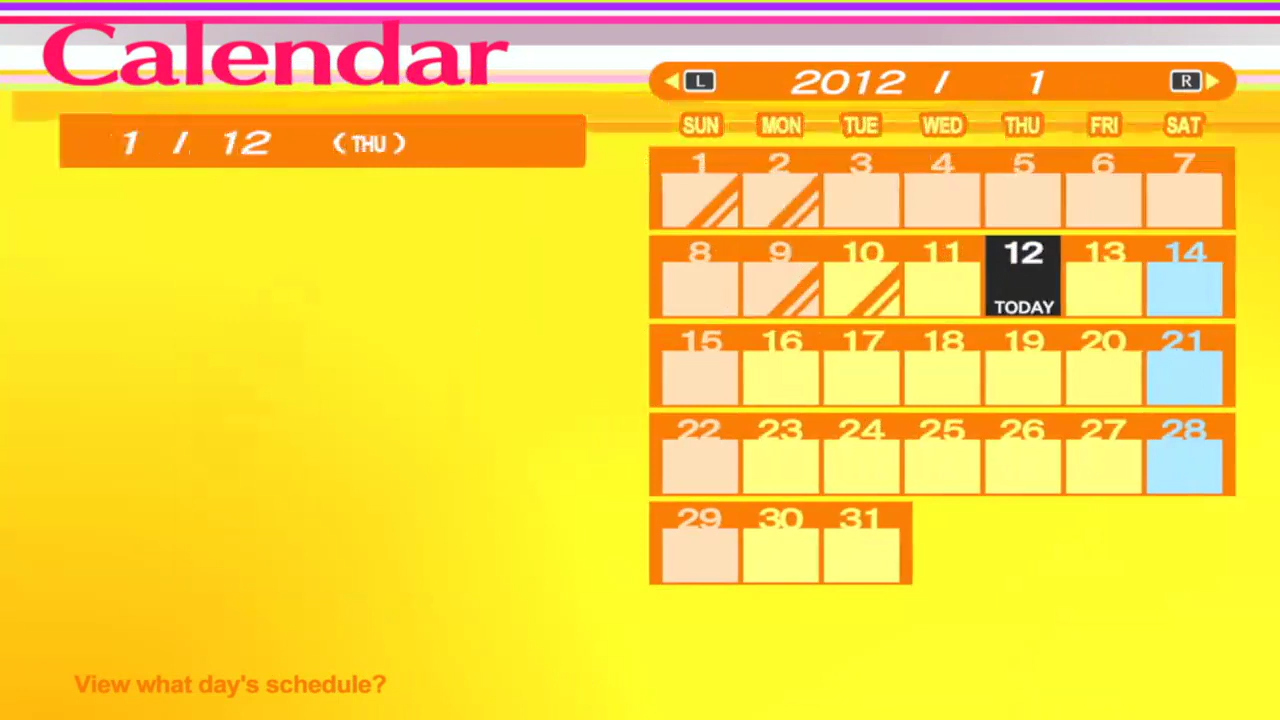 Calendar
L 2012 / 1 R
SUN MON TUE WED THU FRI SAT
1 / 12 (THU)
1 2 3 4 5 6 7
8 9 10 11 12 13 14
TODAY
15 16 17 18 19 20 21
22 23 24 25 26 27 28
29 30 31
View what day's schedule?